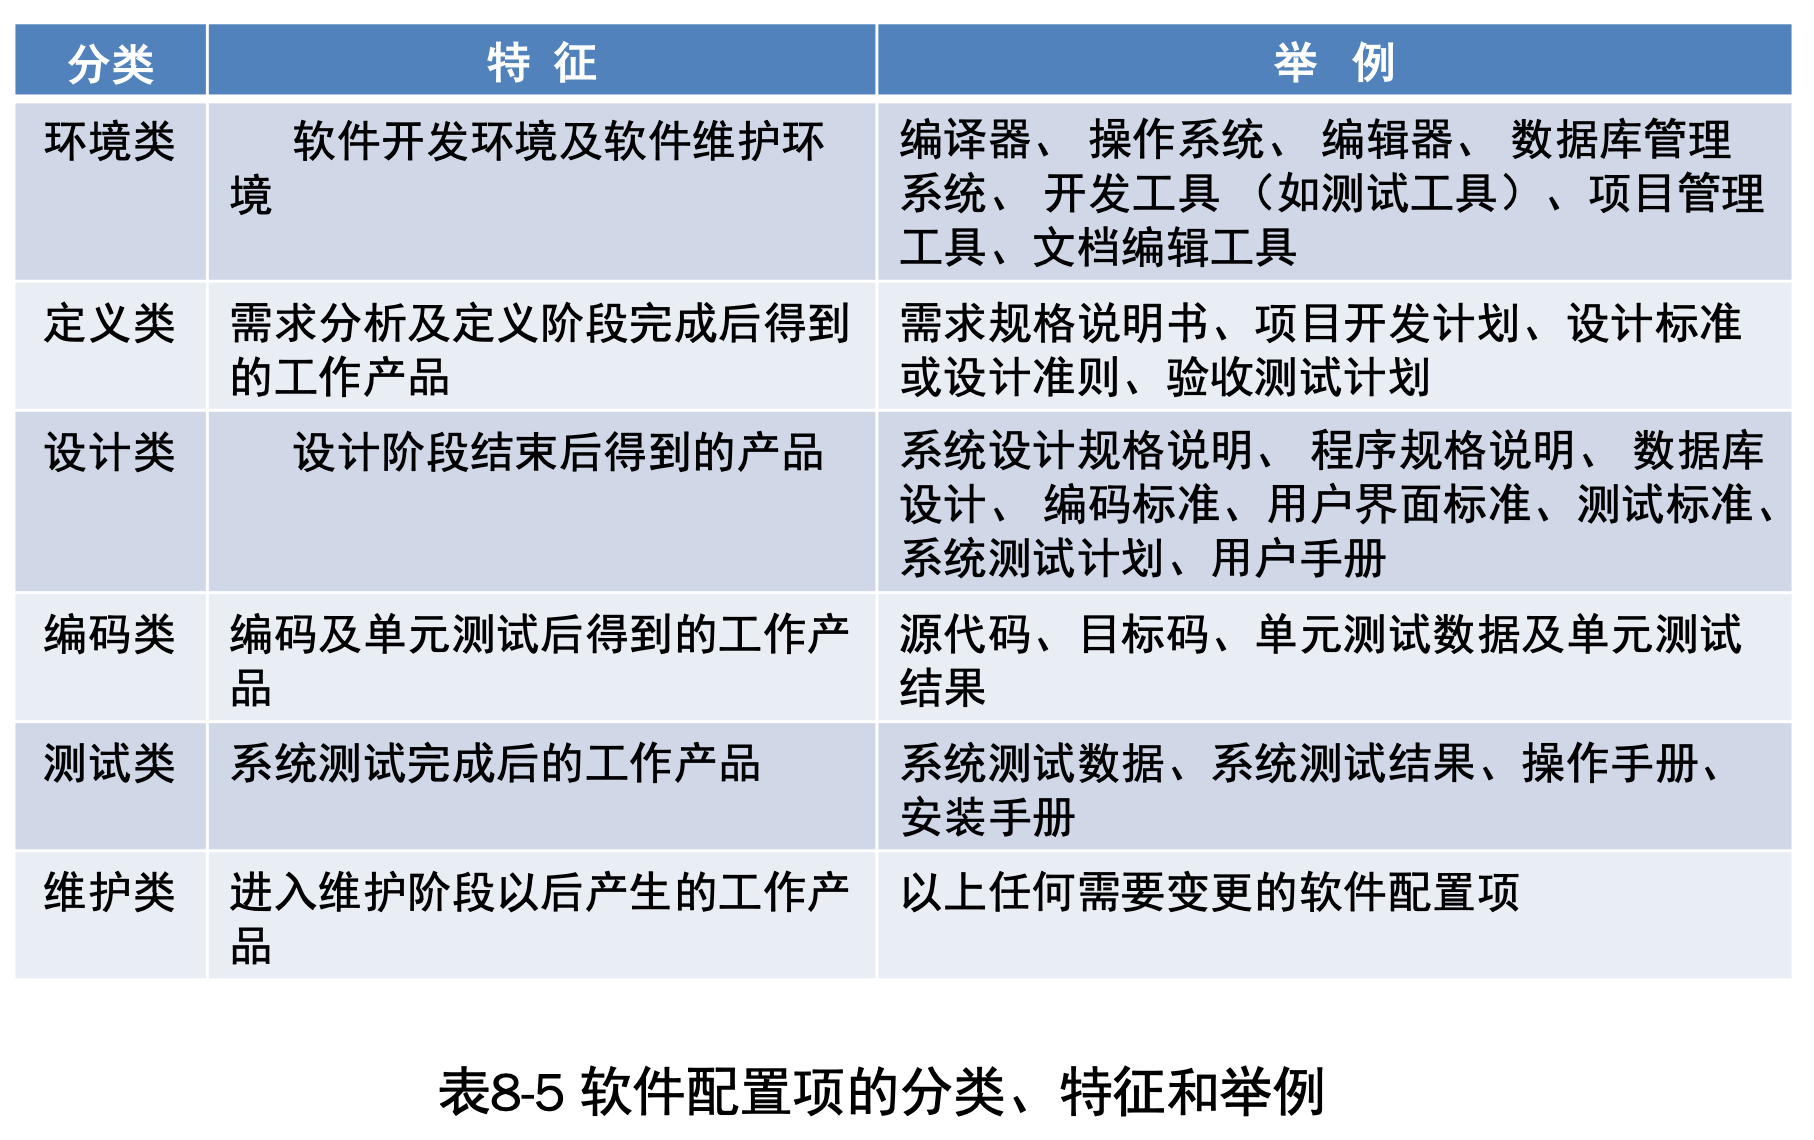 分类 特 征 举 例
环境类
软件开发环境及软件维护环
境
编译器、 操作系统、 编辑器、 数据库管理
系统、 开发工具 （如测试工具）、项目管理
工具、文档编辑工具
定义类
需求分析及定义阶段完成后得到
的工作产品
需求规格说明书、项目开发计划、设计标准
或设计准则、验收测试计划
设计类
设计阶段结束后得到的产品
系统设计规格说明、 程序规格说明、 数据库
设计、 编码标准、用户界面标准、测试标准、
系统测试计划、用户手册
编码类
编码及单元测试后得到的工作产
品
源代码、目标码、单元测试数据及单元测试
结果
测试类
系统测试完成后的工作产品
系统测试数据、系统测试结果、操作手册、
安装手册
维护类
进入维护阶段以后产生的工作产
品
以上任何需要变更的软件配置项
表8-5 软件配置项的分类、特征和举例